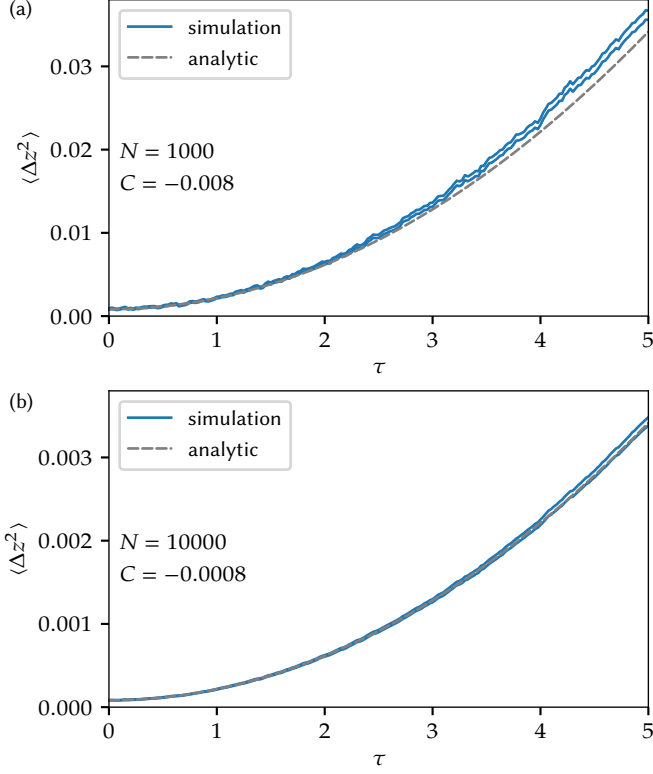 (a)
simulation
analytic
N = 1000
C = −0.008
⟨Δz²⟩
0.03
0.02
0.01
0.00
0 1 2 3 4 5
τ
(b)
simulation
analytic
N = 10000
C = −0.0008
⟨Δz²⟩
0.003
0.002
0.001
0.000
0 1 2 3 4 5
τ